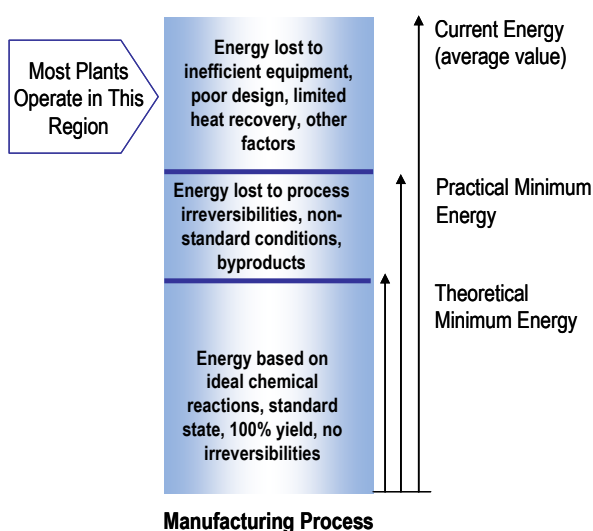 Most Plants
Operate in This
Region
Energy lost to
inefficient equipment,
poor design, limited
heat recovery, other
factors
Energy lost to process
irreversibilities, non-
standard conditions,
byproducts
Energy based on
ideal chemical
reactions, standard
state, 100% yield, no
irreversibilities
Current Energy
(average value)
Practical Minimum
Energy
Theoretical
Minimum Energy
Manufacturing Process